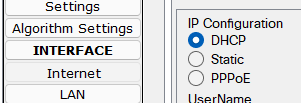 Settings
Algorithm Settings
INTERFACE
Internet
LAN
IP Configuration
DHCP
Static
PPPoE
UserName